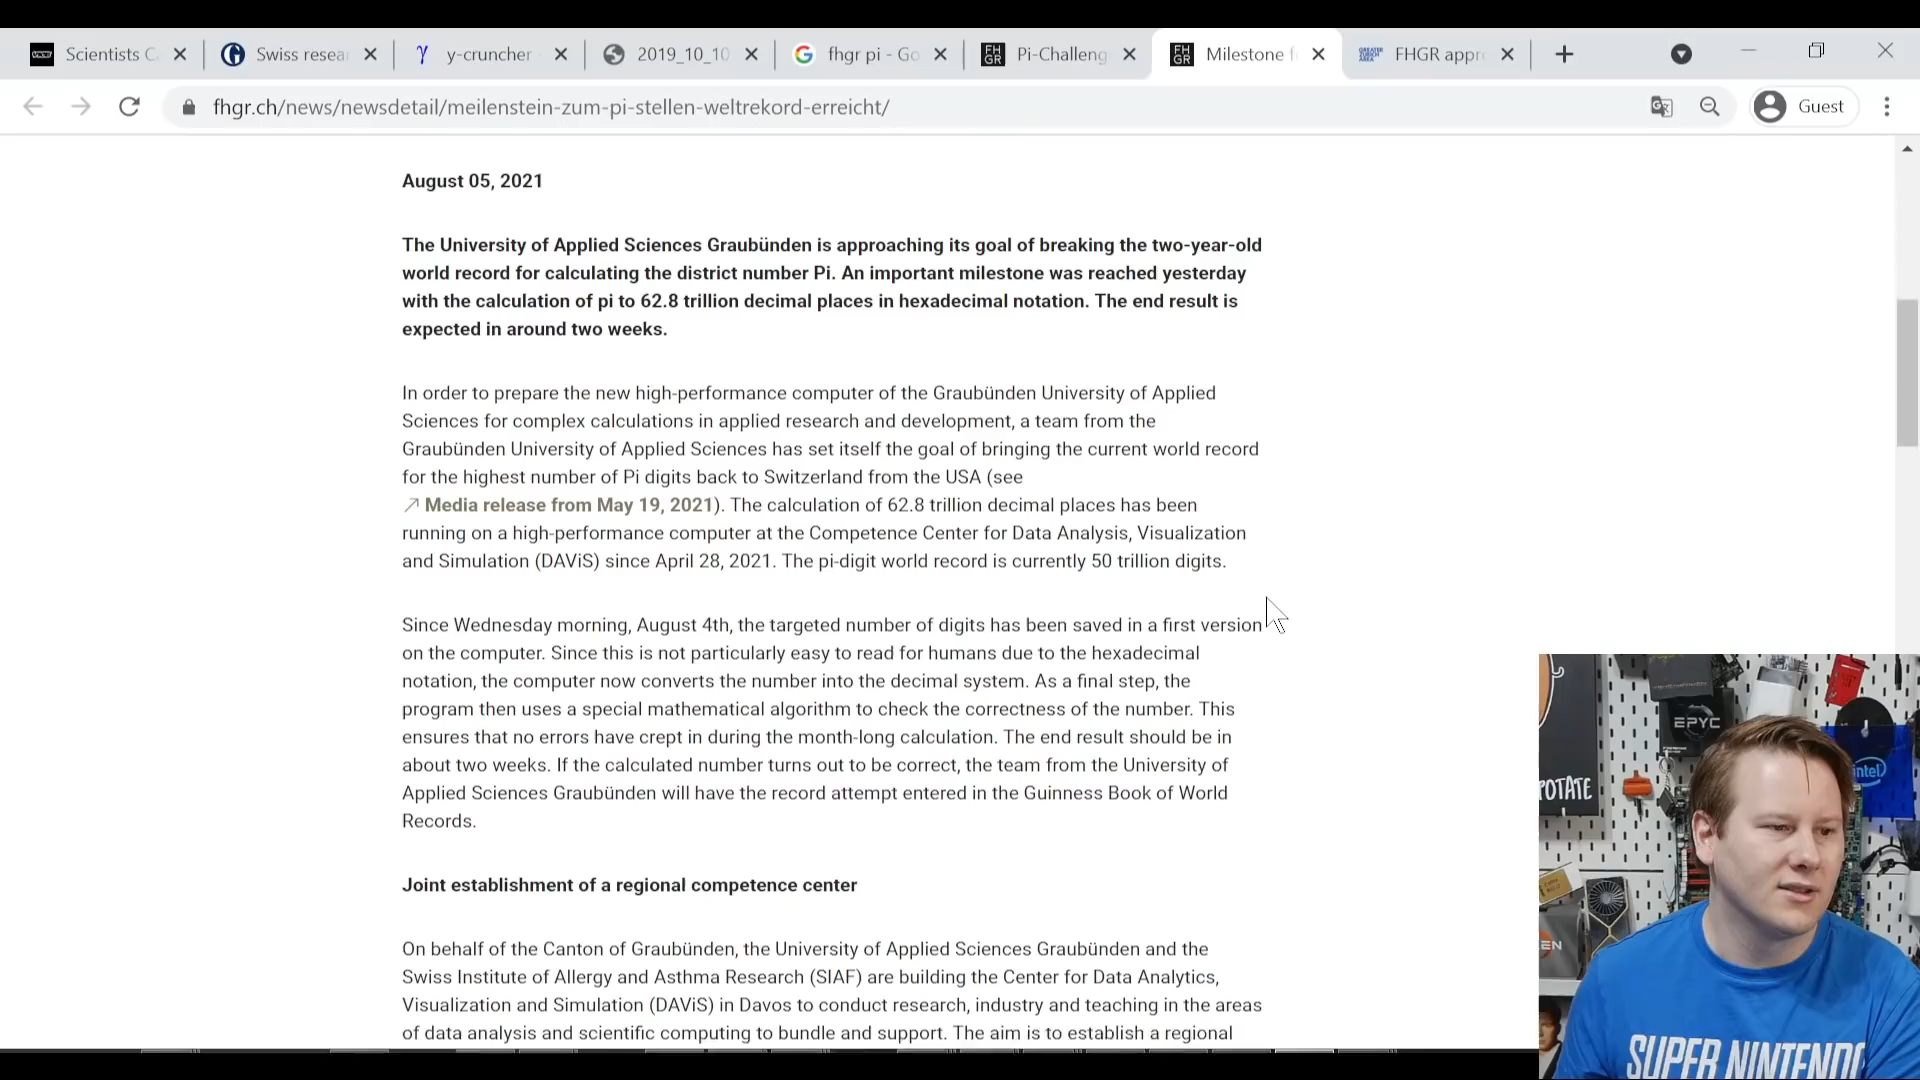 Scientists C
Swiss resea
y-cruncher
2019_10_10
fhgr pi - Go
FH GR
Pi-Challeng
FH GR
Milestone f
GREATER ZURICH AREA
FHGR appr
fhgr.ch/news/newsdetail/meilenstein-zum-pi-stellen-weltrekord-erreicht/
Guest
August 05, 2021
The University of Applied Sciences Graubünden is approaching its goal of breaking the two-year-old
world record for calculating the district number Pi. An important milestone was reached yesterday
with the calculation of pi to 62.8 trillion decimal places in hexadecimal notation. The end result is
expected in around two weeks.
In order to prepare the new high-performance computer of the Graubünden University of Applied
Sciences for complex calculations in applied research and development, a team from the
Graubünden University of Applied Sciences has set itself the goal of bringing the current world record
for the highest number of Pi digits back to Switzerland from the USA (see
Media release from May 19, 2021). The calculation of 62.8 trillion decimal places has been
running on a high-performance computer at the Competence Center for Data Analysis, Visualization
and Simulation (DAViS) since April 28, 2021. The pi-digit world record is currently 50 trillion digits.
Since Wednesday morning, August 4th, the targeted number of digits has been saved in a first version
on the computer. Since this is not particularly easy to read for humans due to the hexadecimal
notation, the computer now converts the number into the decimal system. As a final step, the
program then uses a special mathematical algorithm to check the correctness of the number. This
ensures that no errors have crept in during the month-long calculation. The end result should be in
about two weeks. If the calculated number turns out to be correct, the team from the University of
Applied Sciences Graubünden will have the record attempt entered in the Guinness Book of World
Records.
Joint establishment of a regional competence center
On behalf of the Canton of Graubünden, the University of Applied Sciences Graubünden and the
Swiss Institute of Allergy and Asthma Research (SIAF) are building the Center for Data Analytics,
Visualization and Simulation (DAViS) in Davos to conduct research, industry and teaching in the areas
of data analysis and scientific computing to bundle and support. The aim is to establish a regional
EPYC
POTATE
intel
EN
SUPER NINTENDO